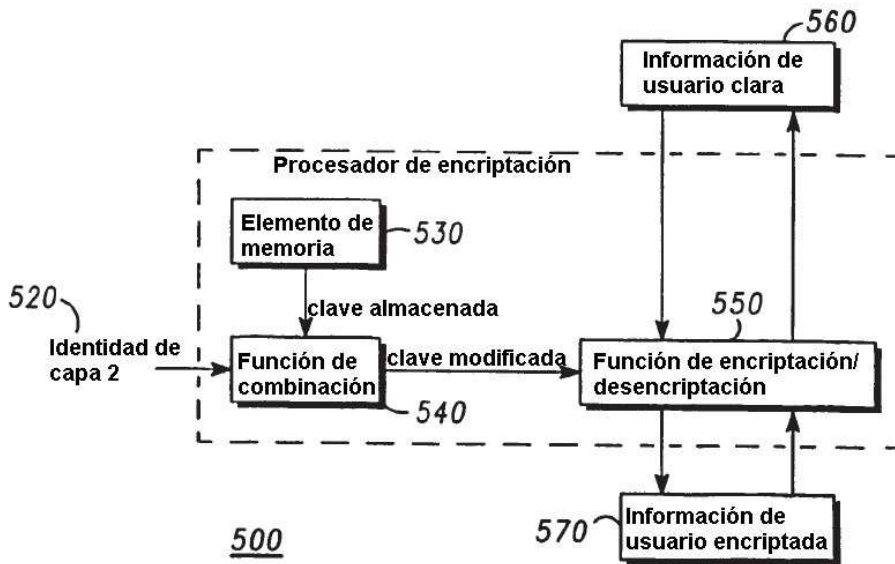 560
Información de
usuario clara
Procesador de encriptación
Elemento de
memoria
530
520
clave almacenada
550
Identidad de
capa 2
Función de
combinación
clave modificada
Función de encriptación/
desencriptación
540
500
570
Información de
usuario encriptada